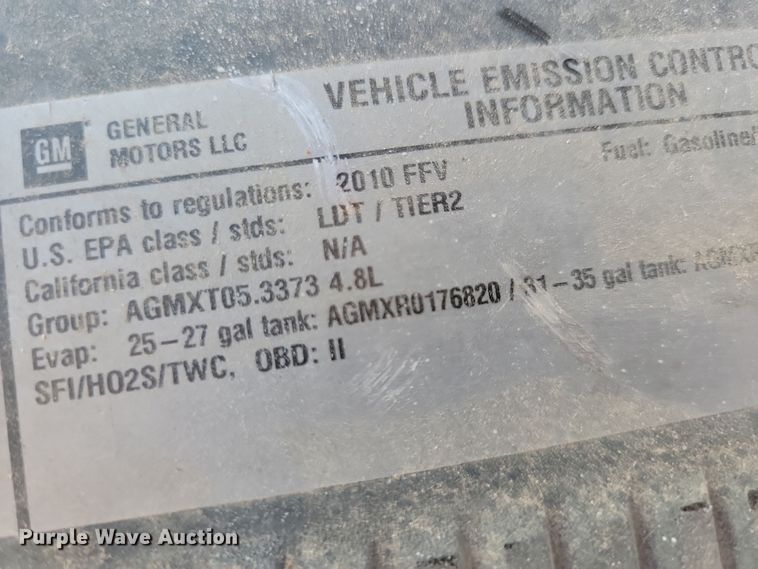 GM
GENERAL
MOTORS LLC
VEHICLE EMISSION CONTRO
INFORMATION
Fuel: Gasoline/
Conforms to regulations: 2010 FFV
U.S. EPA class / stds: LDT / TIER2
California class / stds: N/A
Group: AGMXT05.3373 4.8L
Evap: 25-27 gal tank: AGMXR0176820 / 31-35 gal tank:
SFI/HO2S/TWC, OBD: II
Purple Wave Auction